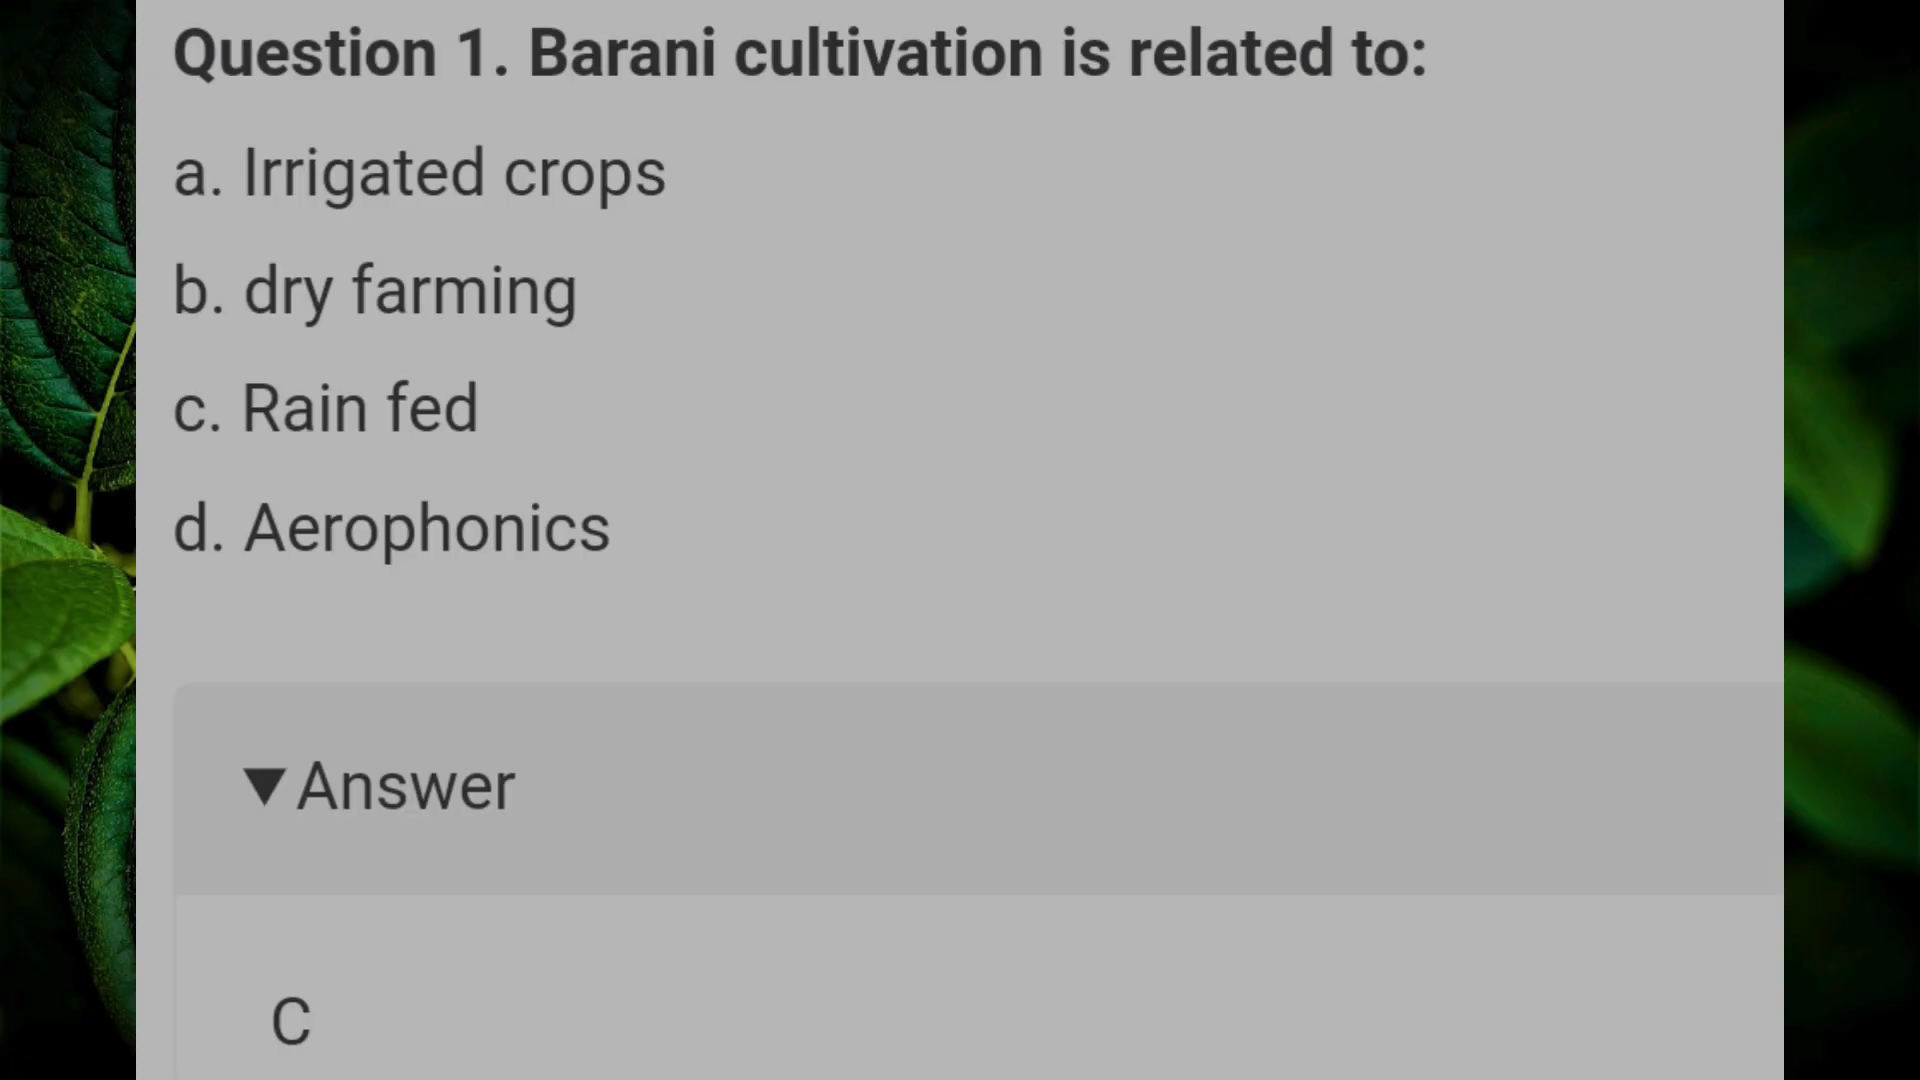 Question 1. Barani cultivation is related to:
a. Irrigated crops
b. dry farming
c. Rain fed
d. Aerophonics
▼ Answer
C